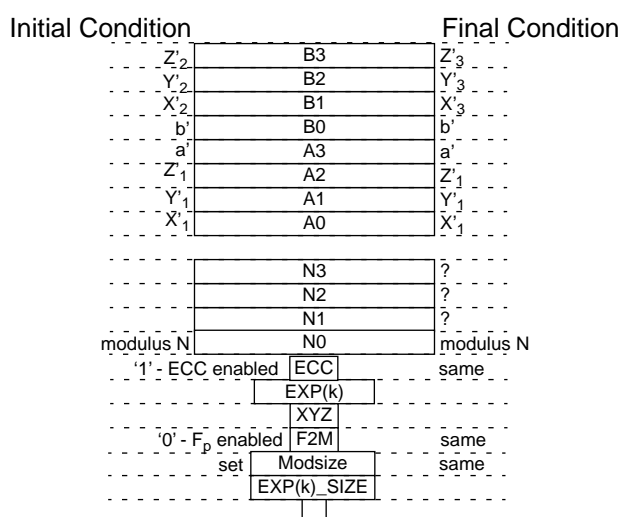 Initial Condition Final Condition
Z'2 B3 Z'3
Y'2 B2 Y'3
X'2 B1 X'3
b' B0 b'
a' A3 a'
Z'1 A2 Z'1
Y'1 A1 Y'1
X'1 A0 X'1
N3 ?
N2 ?
N1 ?
modulus N N0 modulus N
‘1’ - ECC enabled ECC same
EXP(k)
XYZ
‘0’ - Fp enabled F2M same
set Modsize same
EXP(k)_SIZE